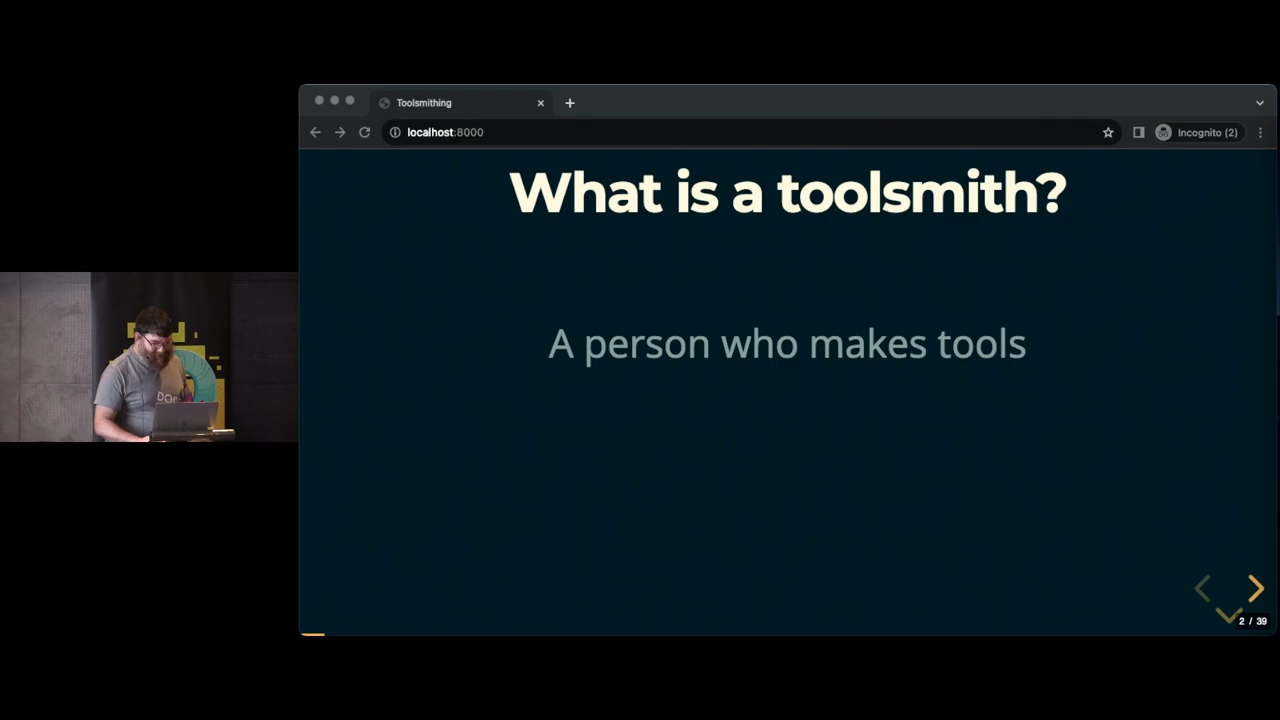 Toolsmithing
localhost:8000
Incognito (2)
What is a toolsmith?
A person who makes tools
2 / 39